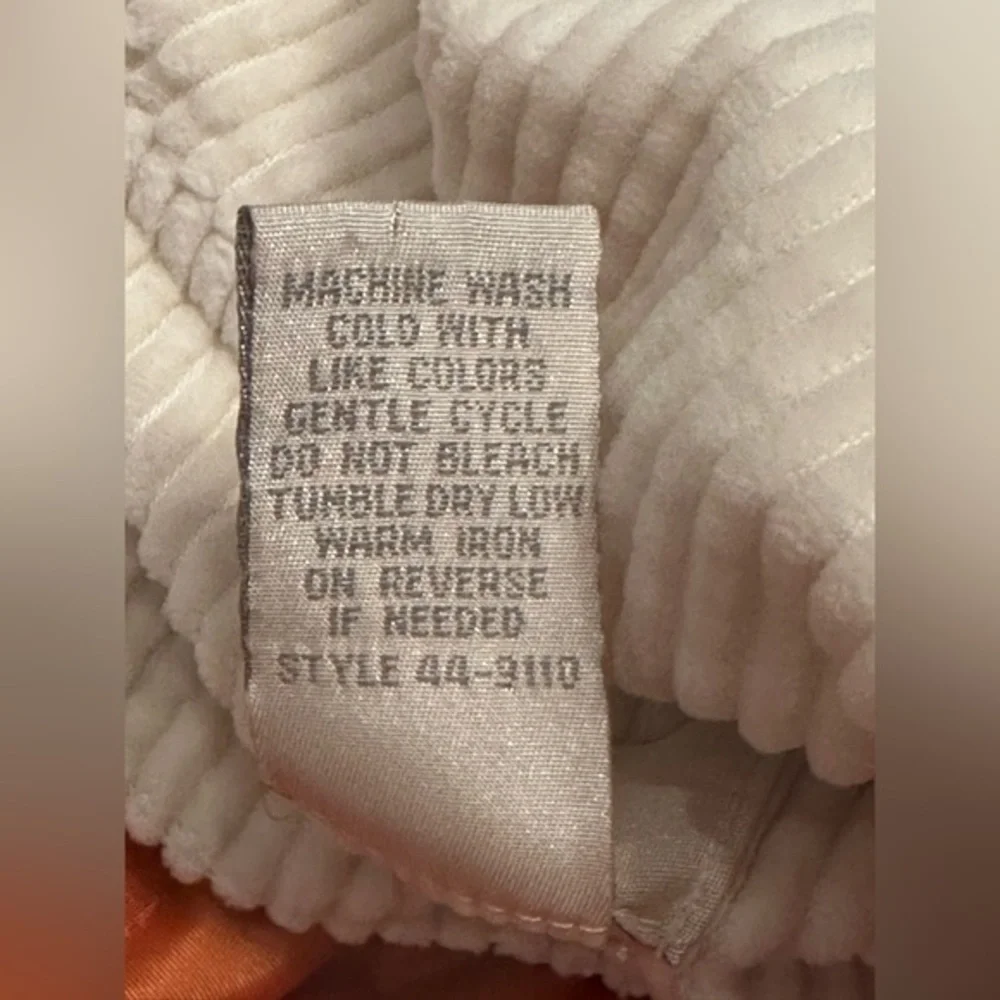 MACHINE WASH
COLD WITH
LIKE COLORS
GENTLE CYCLE
DO NOT BLEACH
TUMBLE DRY LOW
WARM IRON
ON REVERSE
IF NEEDED
STYLE 44-9110